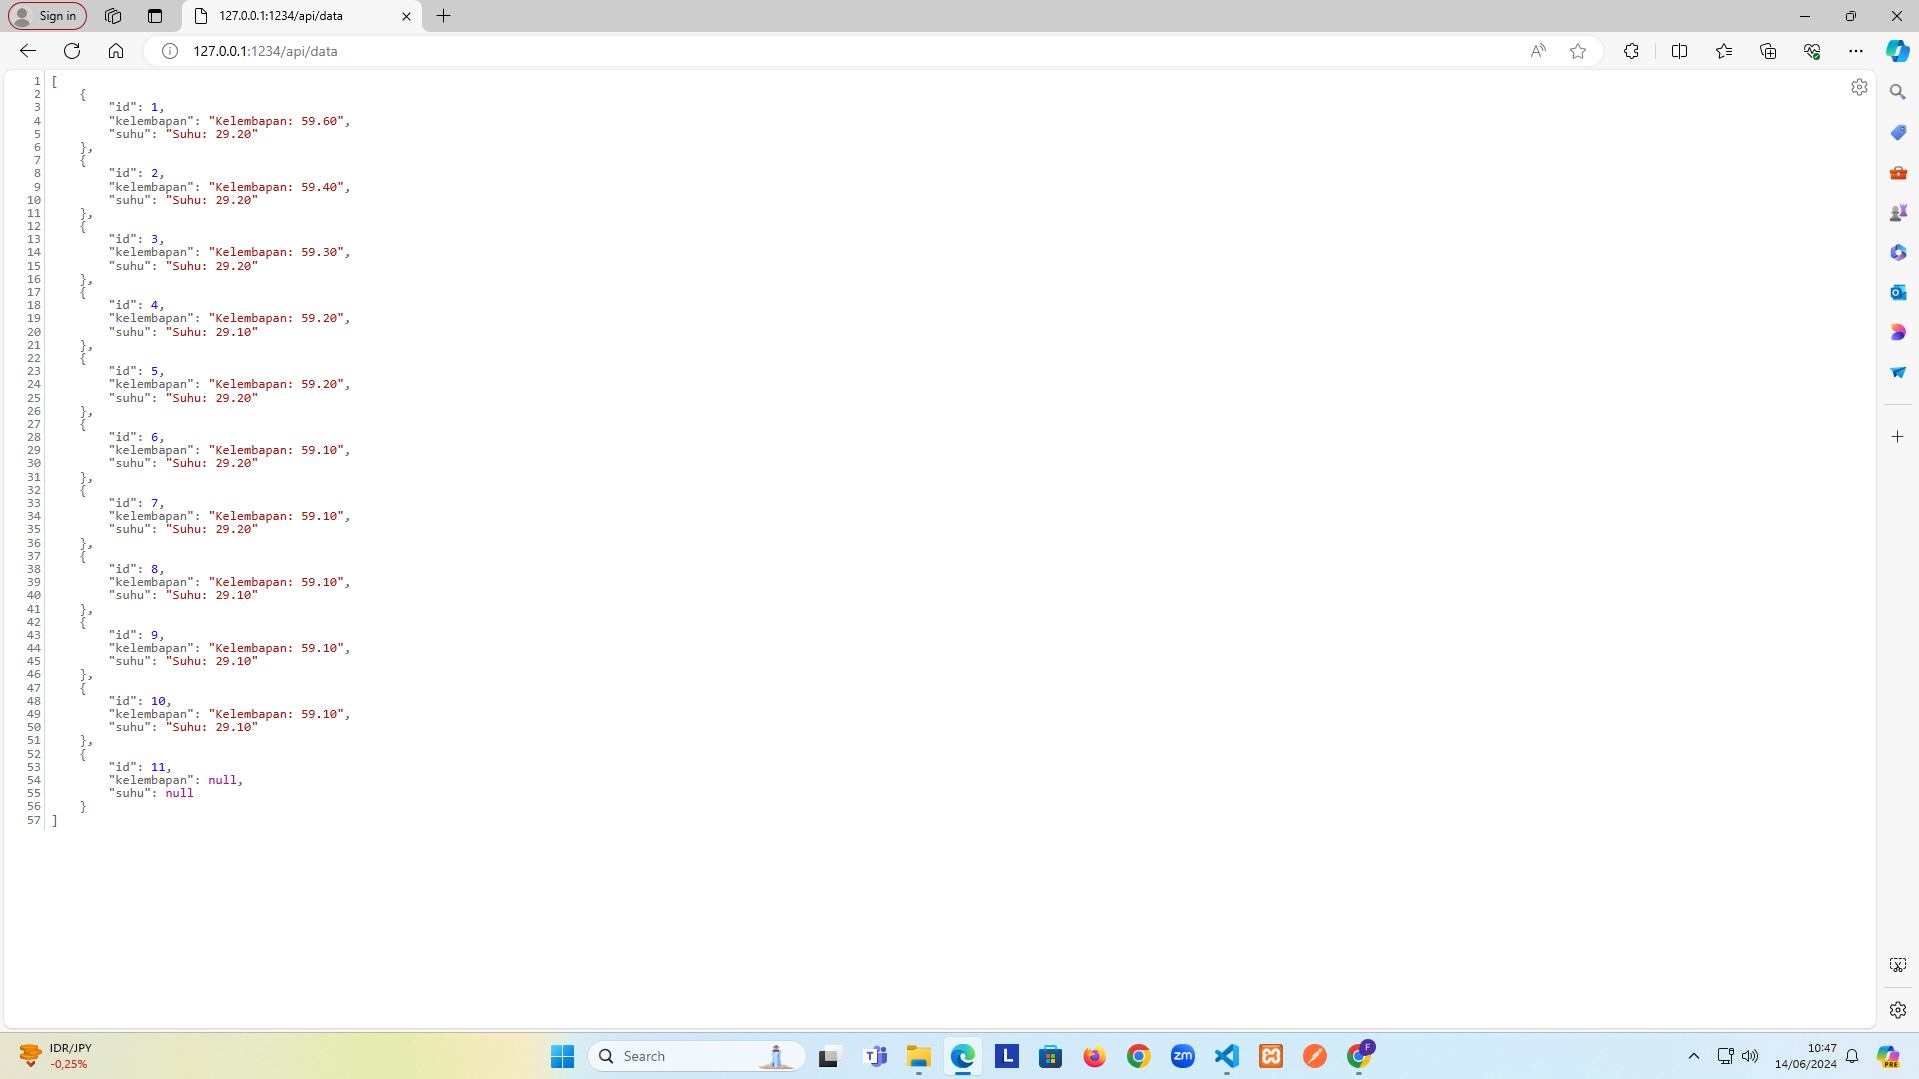 Sign in
127.0.0.1:1234/api/data
127.0.0.1:1234/api/data
1 [
2 {
3 "id": 1,
4 "kelembapan": "Kelembapan: 59.60",
5 "suhu": "Suhu: 29.20"
6 },
7 {
8 "id": 2,
9 "kelembapan": "Kelembapan: 59.40",
10 "suhu": "Suhu: 29.20"
11 },
12 {
13 "id": 3,
14 "kelembapan": "Kelembapan: 59.30",
15 "suhu": "Suhu: 29.20"
16 },
17 {
18 "id": 4,
19 "kelembapan": "Kelembapan: 59.20",
20 "suhu": "Suhu: 29.10"
21 },
22 {
23 "id": 5,
24 "kelembapan": "Kelembapan: 59.20",
25 "suhu": "Suhu: 29.20"
26 },
27 {
28 "id": 6,
29 "kelembapan": "Kelembapan: 59.10",
30 "suhu": "Suhu: 29.20"
31 },
32 {
33 "id": 7,
34 "kelembapan": "Kelembapan: 59.10",
35 "suhu": "Suhu: 29.20"
36 },
37 {
38 "id": 8,
39 "kelembapan": "Kelembapan: 59.10",
40 "suhu": "Suhu: 29.10"
41 },
42 {
43 "id": 9,
44 "kelembapan": "Kelembapan: 59.10",
45 "suhu": "Suhu: 29.10"
46 },
47 {
48 "id": 10,
49 "kelembapan": "Kelembapan: 59.10",
50 "suhu": "Suhu: 29.10"
51 },
52 {
53 "id": 11,
54 "kelembapan": null,
55 "suhu": null
56 }
57 ]
IDR/JPY
-0,25%
Search
L
zm
F
10:47
14/06/2024
PRE